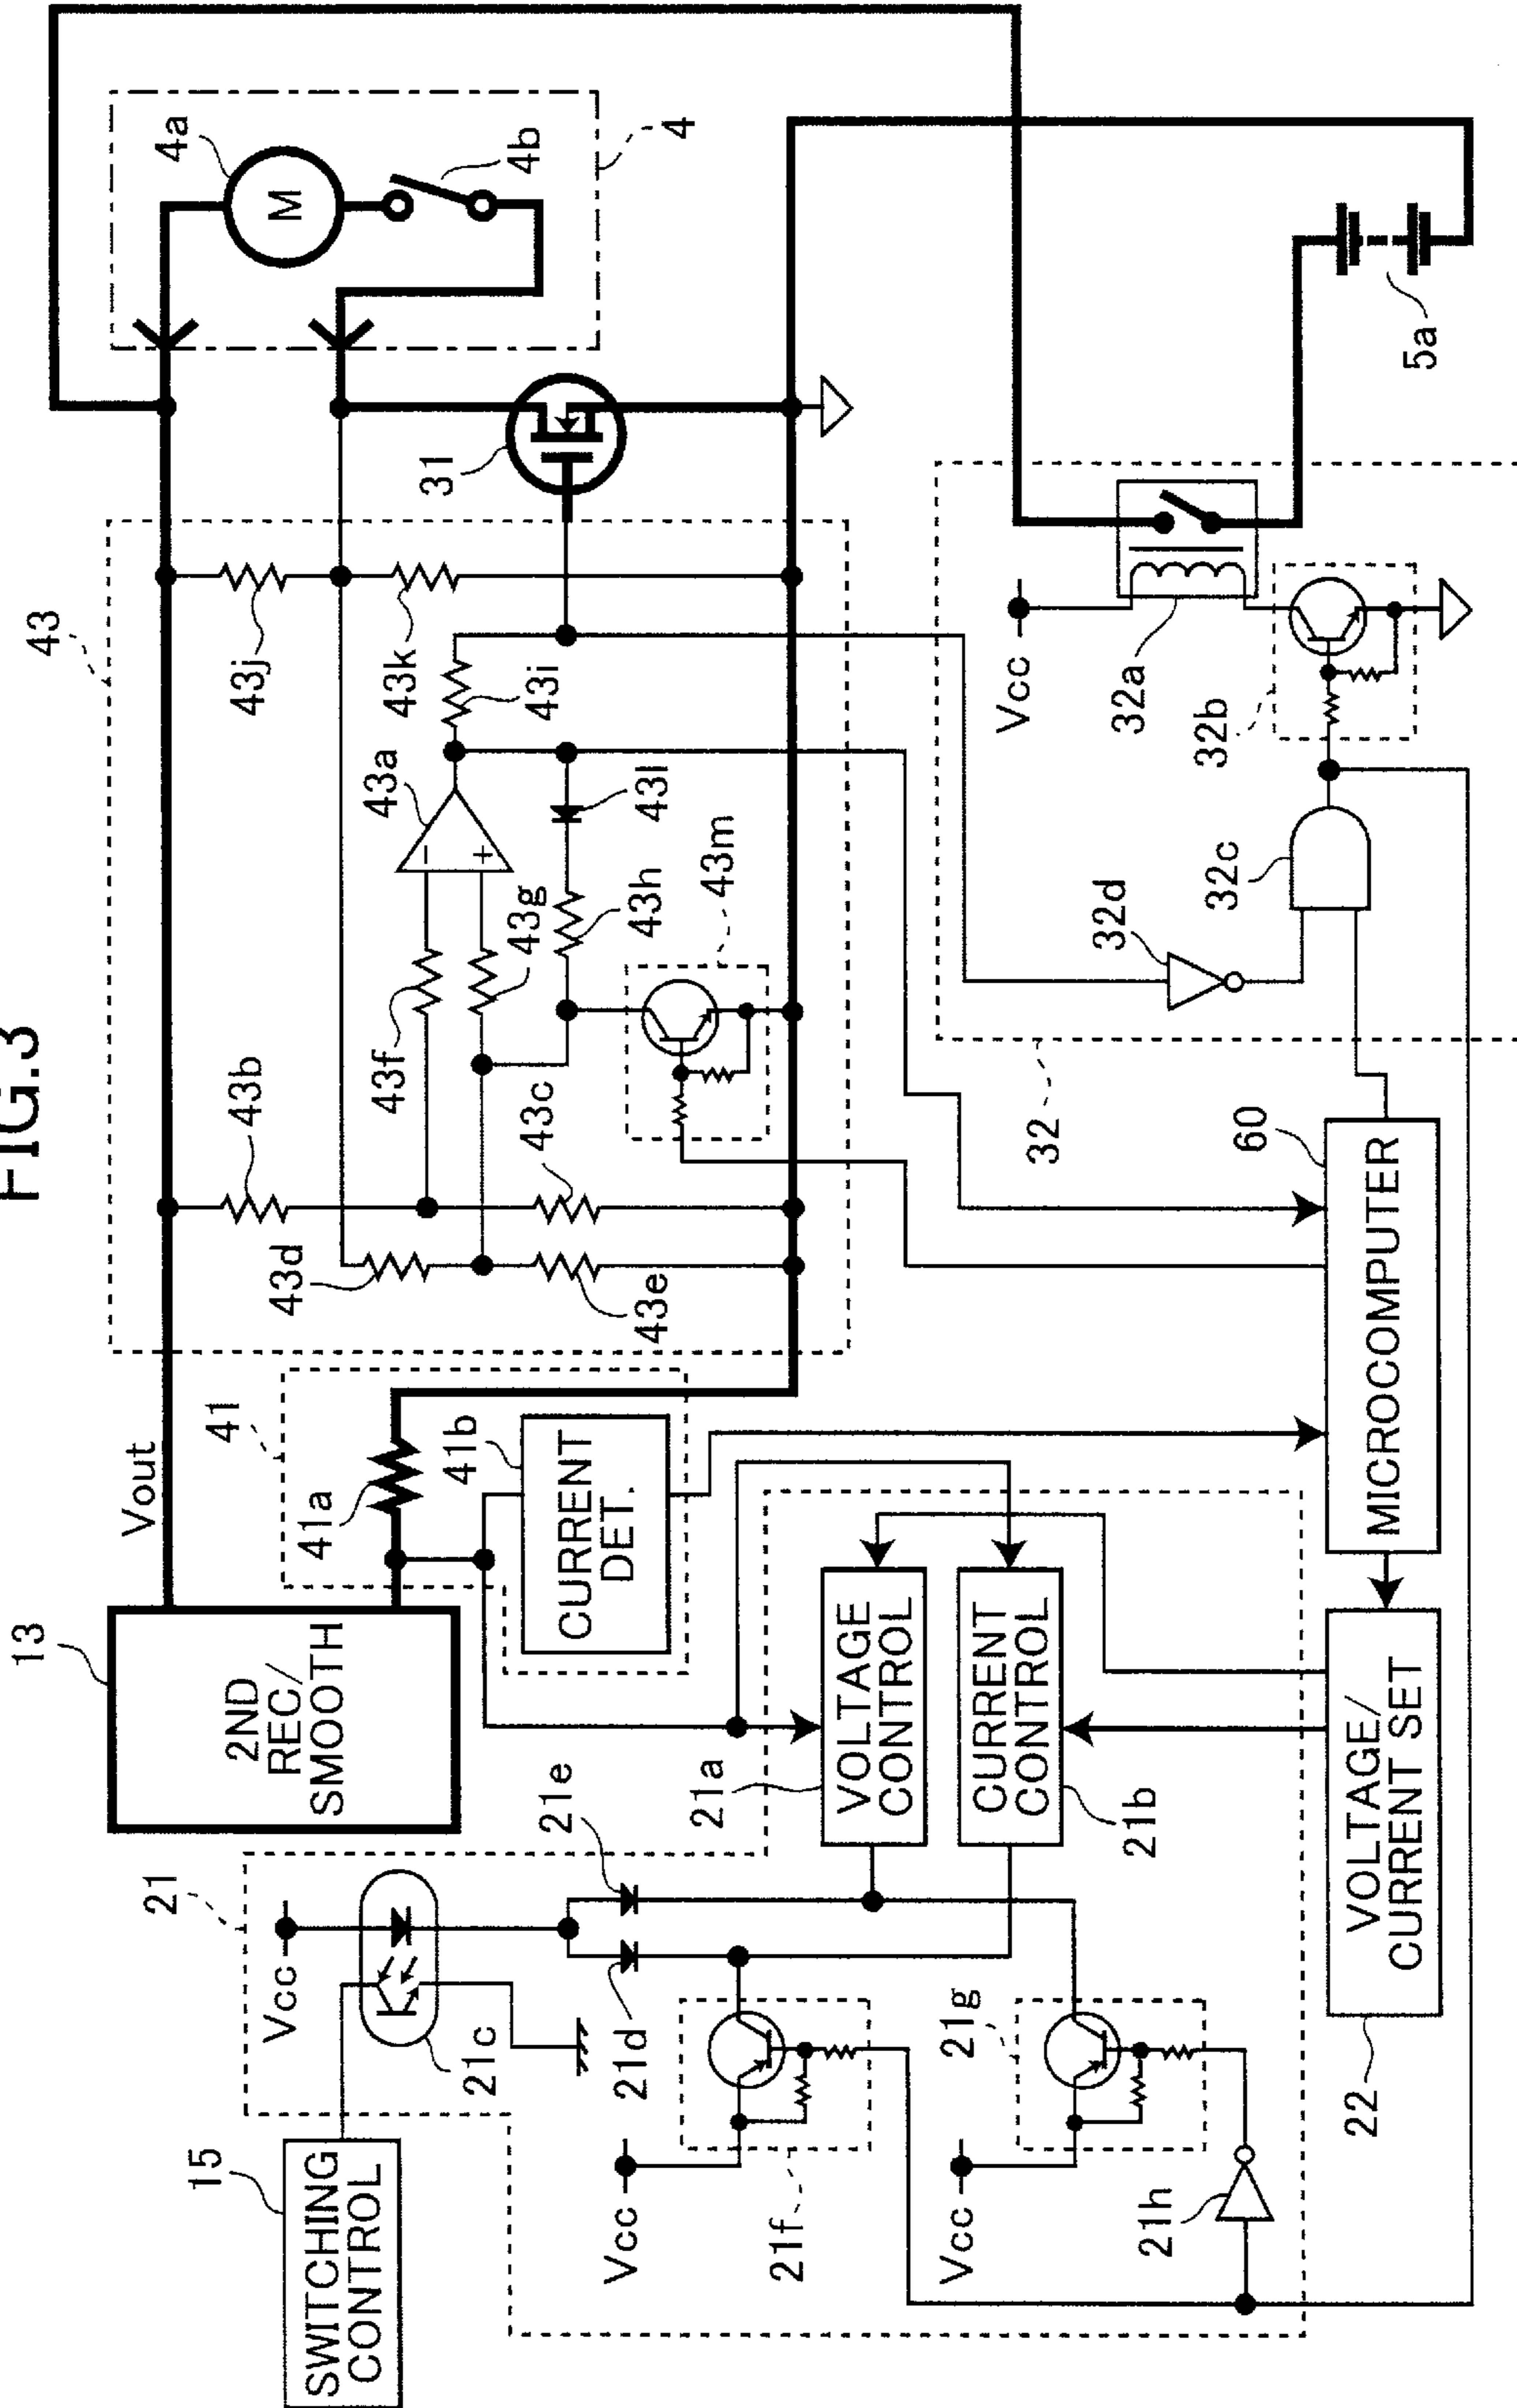 FIG.3
13
2ND
REC/
SMOOTH
Vout
41
41a
41b
CURRENT
DET.
43
43b
43c
43d
43e
43f
43g
43h
43i
43j
43k
43a
43l
43m
31
4
4a
M
4b
5a
32
32a
32b
32c
32d
Vcc
60
MICROCOMPUTER
22
VOLTAGE/
CURRENT SET
21
Vcc
21c
21d
21e
21a
VOLTAGE
CONTROL
21b
CURRENT
CONTROL
Vcc
21f
Vcc
21g
21h
15
SWITCHING
CONTROL
−
+